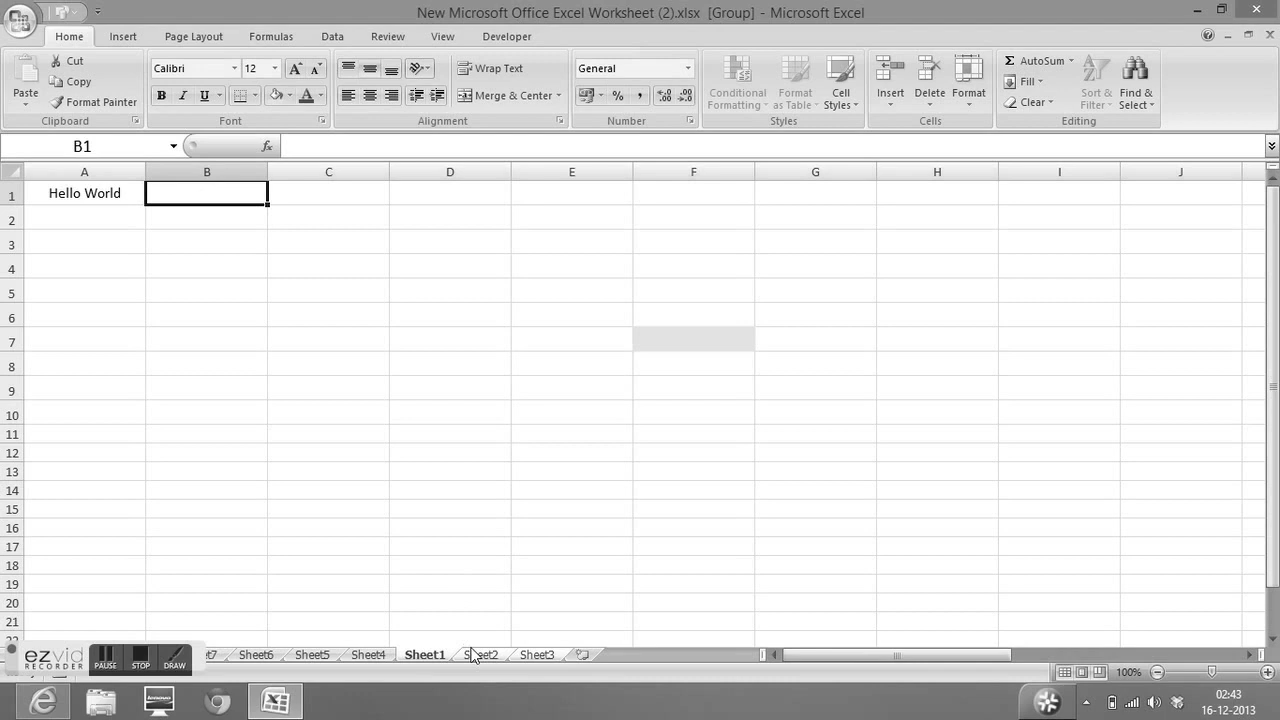 New Microsoft Office Excel Worksheet (2).xlsx [Group] - Microsoft Excel
Home Insert Page Layout Formulas Data Review View Developer
Paste
Cut
Copy
Format Painter
Clipboard
Calibri 12
B I U A
Font
Wrap Text
Merge & Center
Alignment
General
% ,
Number
Conditional Formatting
Format as Table
Cell Styles
Styles
Insert
Delete
Format
Cells
Σ AutoSum
Fill
Clear
Sort & Filter
Find & Select
Editing
B1 fx
A B C D E F G H I J
1 Hello World
2
3
4
5
6
7
8
9
10
11
12
13
14
15
16
17
18
19
20
21
22
ezvid
RECORDER
PAUSE
STOP
DRAW
Sheet6 Sheet5 Sheet4 Sheet1 Sheet2 Sheet3
100%
02:43
16-12-2013